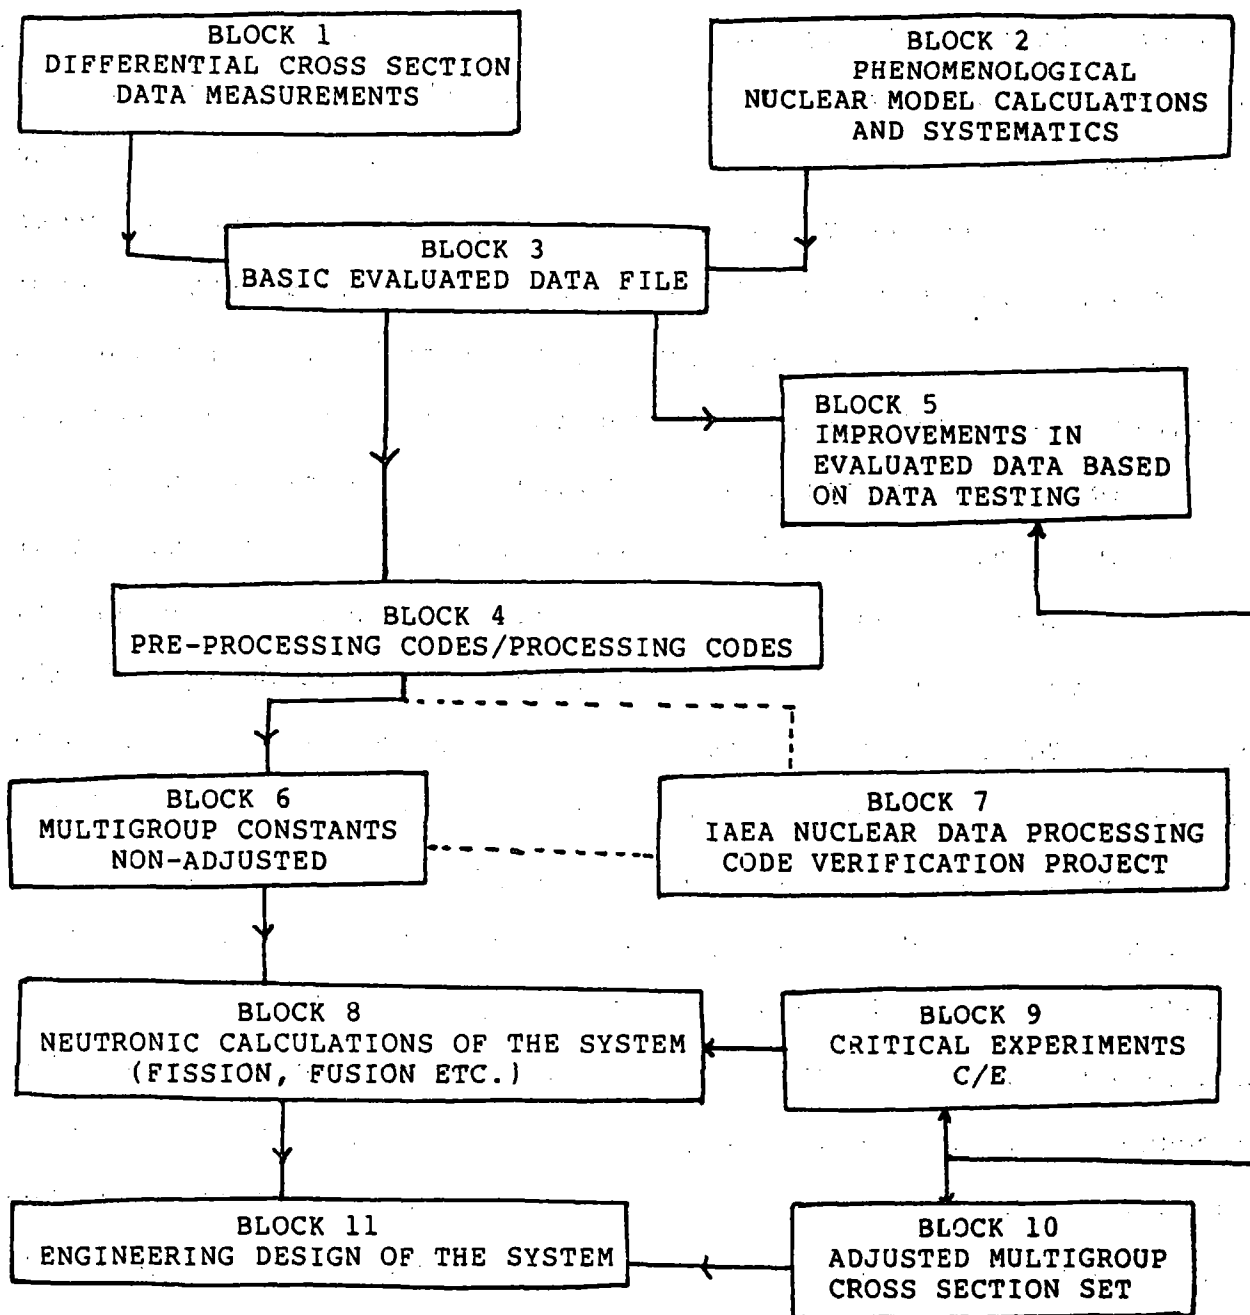 BLOCK 1
DIFFERENTIAL CROSS SECTION
DATA MEASUREMENTS
BLOCK 2
PHENOMENOLOGICAL
NUCLEAR MODEL CALCULATIONS
AND SYSTEMATICS
BLOCK 3
BASIC EVALUATED DATA FILE
BLOCK 5
IMPROVEMENTS IN
EVALUATED DATA BASED
ON DATA TESTING
BLOCK 4
PRE-PROCESSING CODES/PROCESSING CODES
BLOCK 6
MULTIGROUP CONSTANTS
NON-ADJUSTED
BLOCK 7
IAEA NUCLEAR DATA PROCESSING
CODE VERIFICATION PROJECT
BLOCK 8
NEUTRONIC CALCULATIONS OF THE SYSTEM
(FISSION, FUSION ETC.)
BLOCK 9
CRITICAL EXPERIMENTS
C/E
BLOCK 11
ENGINEERING DESIGN OF THE SYSTEM
BLOCK 10
ADJUSTED MULTIGROUP
CROSS SECTION SET